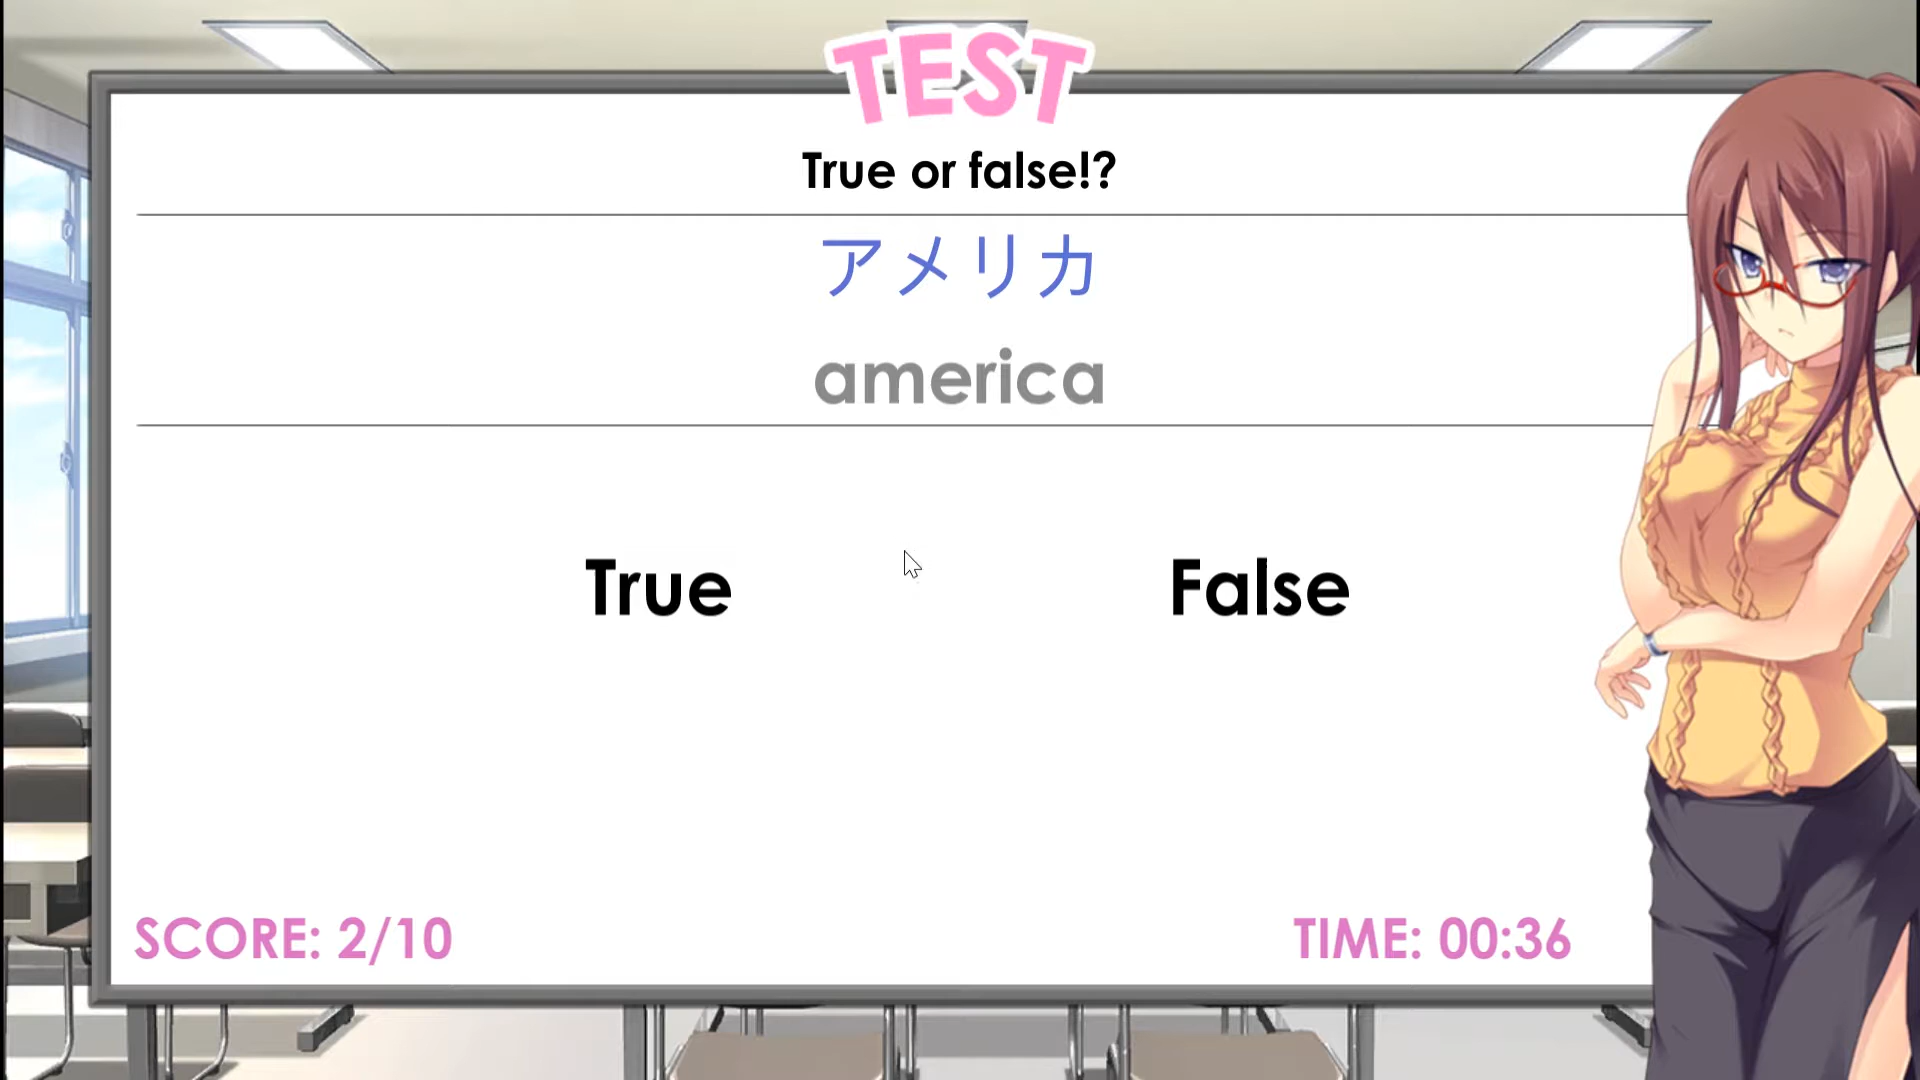 TEST
True or false!?
アメリカ
america
True False
SCORE: 2/10 TIME: 00:36